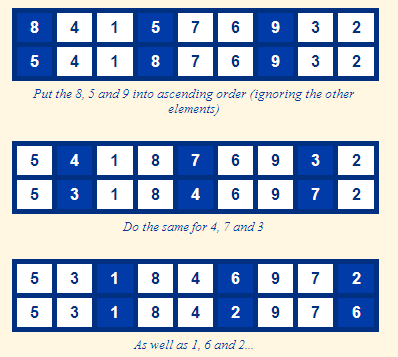 8 4 1 5 7 6 9 3 2
5 4 1 8 7 6 9 3 2
Put the 8, 5 and 9 into ascending order (ignoring the other
elements)
5 4 1 8 7 6 9 3 2
5 3 1 8 4 6 9 7 2
Do the same for 4, 7 and 3
5 3 1 8 4 6 9 7 2
5 3 1 8 4 2 9 7 6
As well as 1, 6 and 2...